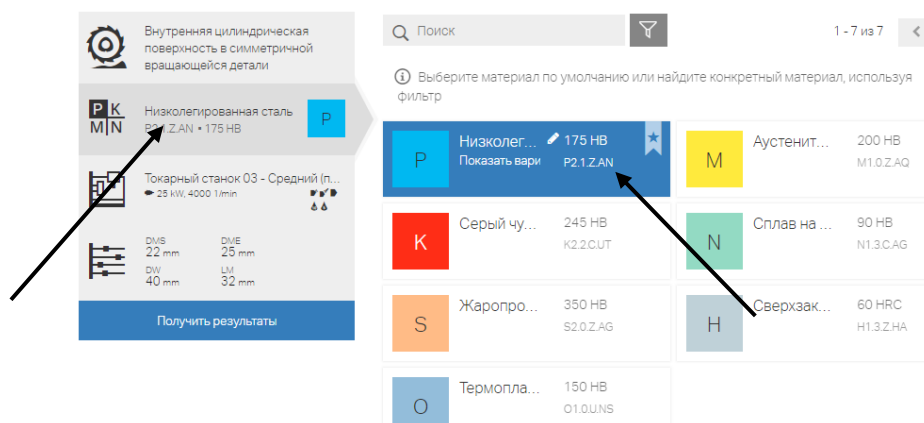 Внутренняя цилиндрическая
поверхность в симметричной
вращающейся детали
P K
M N
Низколегированная сталь
P2.1.Z.AN • 175 HB
P
Токарный станок 03 - Средний (п...
25 kW, 4000 1/min
DMS
22 mm
DME
25 mm
DW
40 mm
LM
32 mm
Получить результаты
Поиск
1 - 7 из 7
Выберите материал по умолчанию или найдите конкретный материал, используя
фильтр
P
Низколег...
175 HB
Показать вари
P2.1.Z.AN
M
Аустенит...
200 HB
M1.0.Z.AQ
K
Серый чу...
245 HB
K2.2.C.UT
N
Сплав на ...
90 HB
N1.3.C.AG
S
Жаропро...
350 HB
S2.0.Z.AG
H
Сверхзак...
60 HRC
H1.3.Z.HA
O
Термопла...
150 HB
O1.0.U.NS